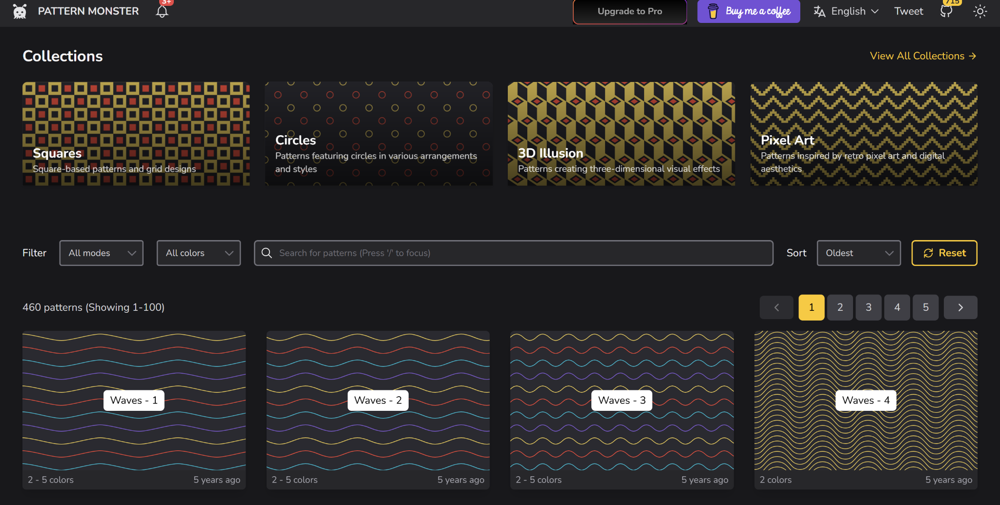 PATTERN MONSTER
3+
Upgrade to Pro
Buy me a coffee
English
Tweet
715
Collections
View All Collections →
Squares
Square-based patterns and grid designs
Circles
Patterns featuring circles in various arrangements
and styles
3D Illusion
Patterns creating three-dimensional visual effects
Pixel Art
Patterns inspired by retro pixel art and digital
aesthetics
Filter
All modes
All colors
Search for patterns (Press '/' to focus)
Sort
Oldest
Reset
460 patterns (Showing 1-100)
1
2
3
4
5
Waves - 1
2 - 5 colors
5 years ago
Waves - 2
2 - 5 colors
5 years ago
Waves - 3
2 - 5 colors
5 years ago
Waves - 4
2 colors
5 years ago